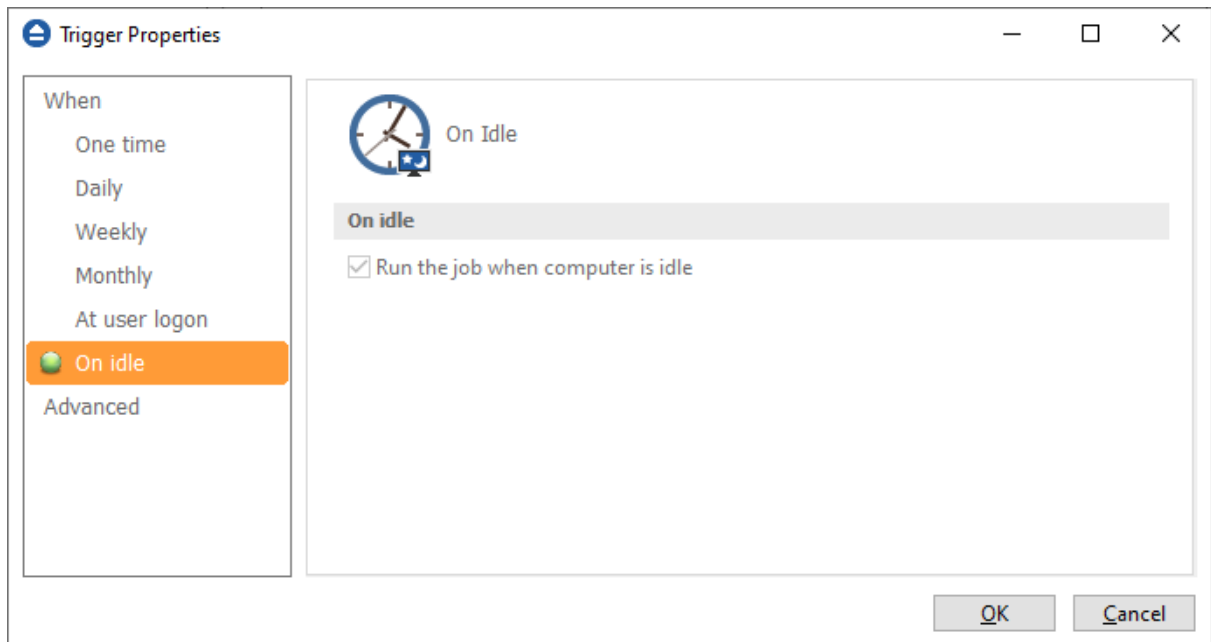 Trigger Properties
When
One time
Daily
Weekly
Monthly
At user logon
On idle
Advanced
On Idle
On idle
Run the job when computer is idle
OK
Cancel